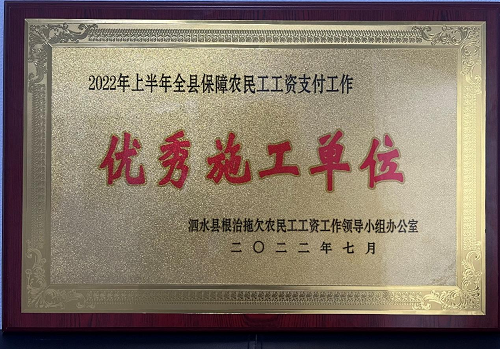 2022年上半年全县保障农民工工资支付工作
优秀施工单位
泗水县根治拖欠农民工工资工作领导小组办公室
二〇二二年七月